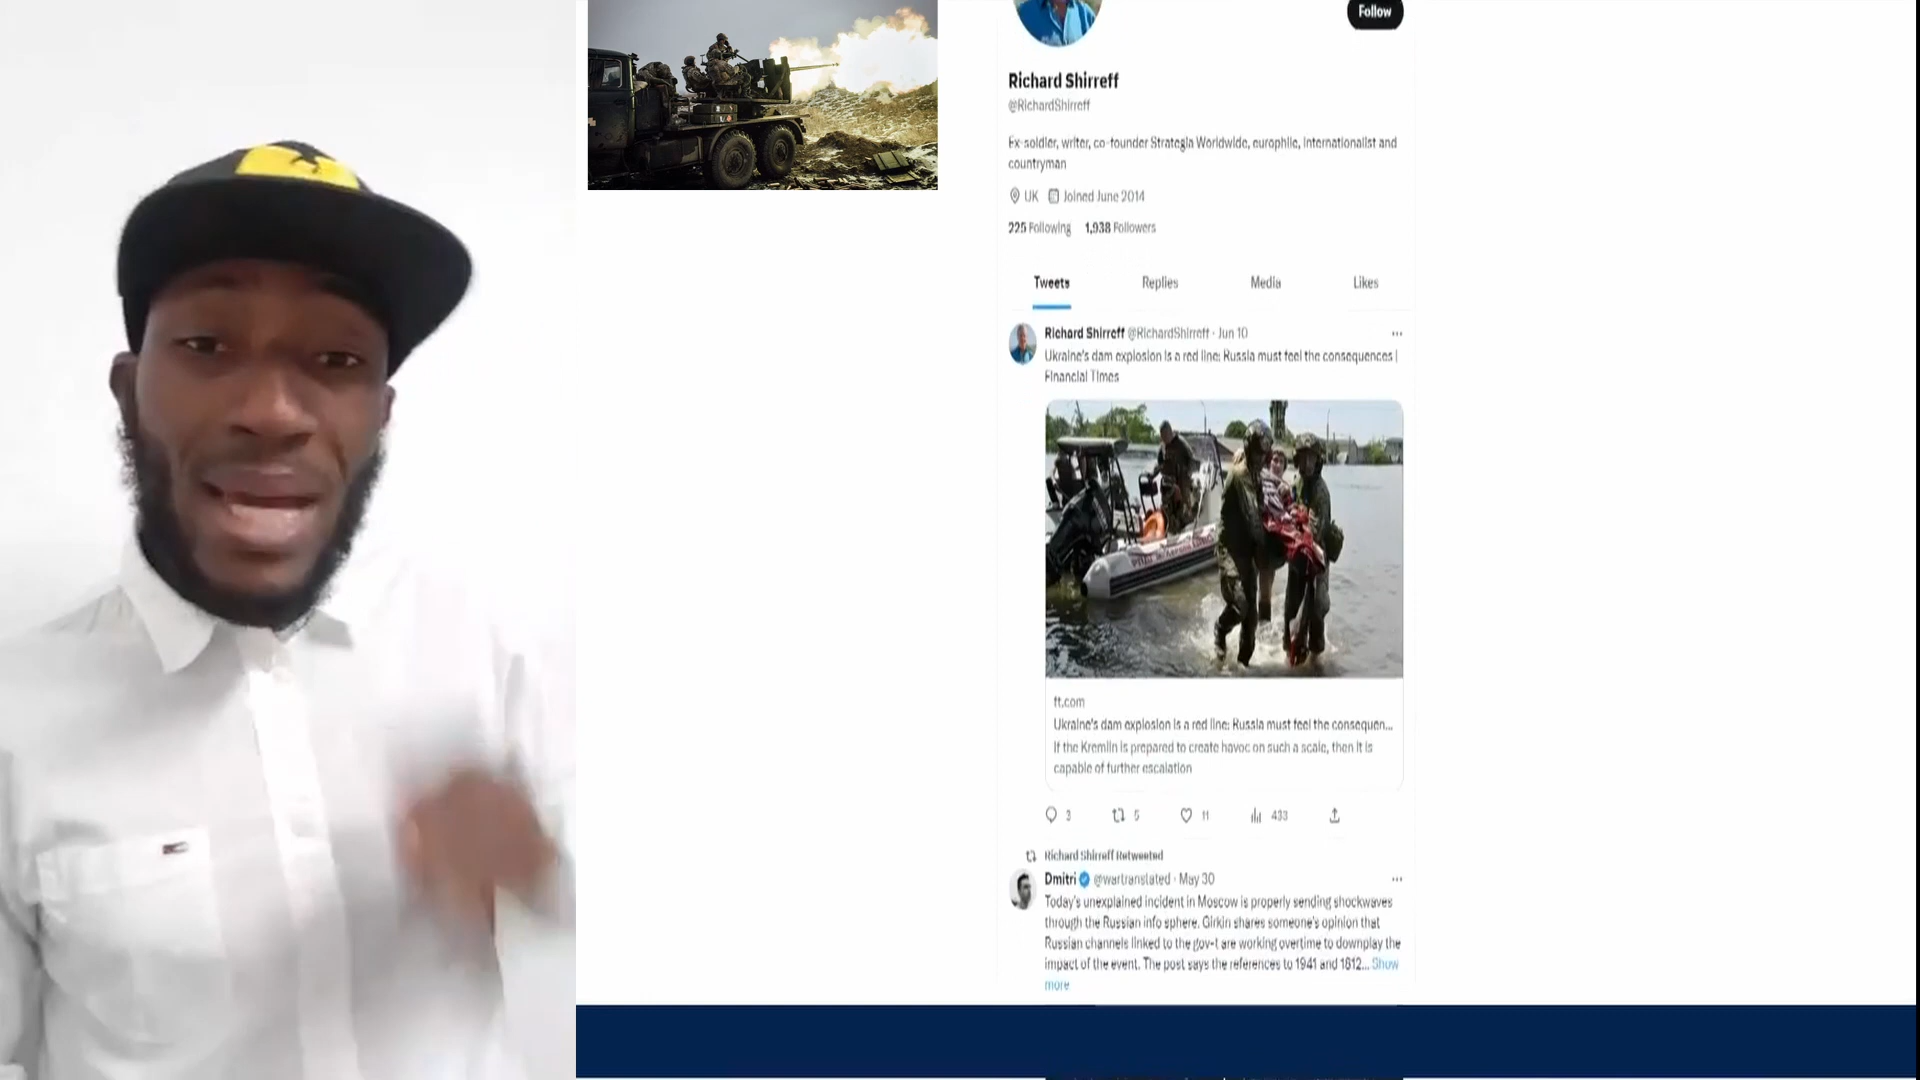 Follow
Richard Shirreff
@RichardShirreff
Ex-soldier, writer, co-founder Strategia Worldwide, europhile, internationalist and
countryman
UK Joined June 2014
225 Following 1,938 Followers
Tweets Replies Media Likes
Richard Shirreff @RichardShirreff · Jun 10
Ukraine's dam explosion is a red line: Russia must feel the consequences |
Financial Times
ft.com
Ukraine's dam explosion is a red line: Russia must feel the consequen...
If the Kremlin is prepared to create havoc on such a scale, then it is
capable of further escalation
3 5 11 433
Richard Shirreff Retweeted
Dmitri @wartranslated · May 30
Today's unexplained incident in Moscow is properly sending shockwaves
through the Russian info sphere. Girkin shares someone's opinion that
Russian channels linked to the gov-t are working overtime to downplay the
impact of the event. The post says the references to 1941 and 1812... Show
more